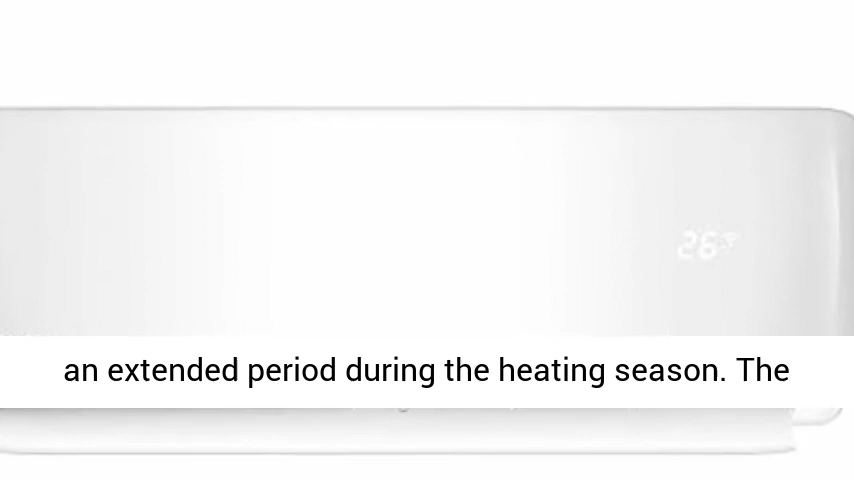 26
an extended period during the heating season. The